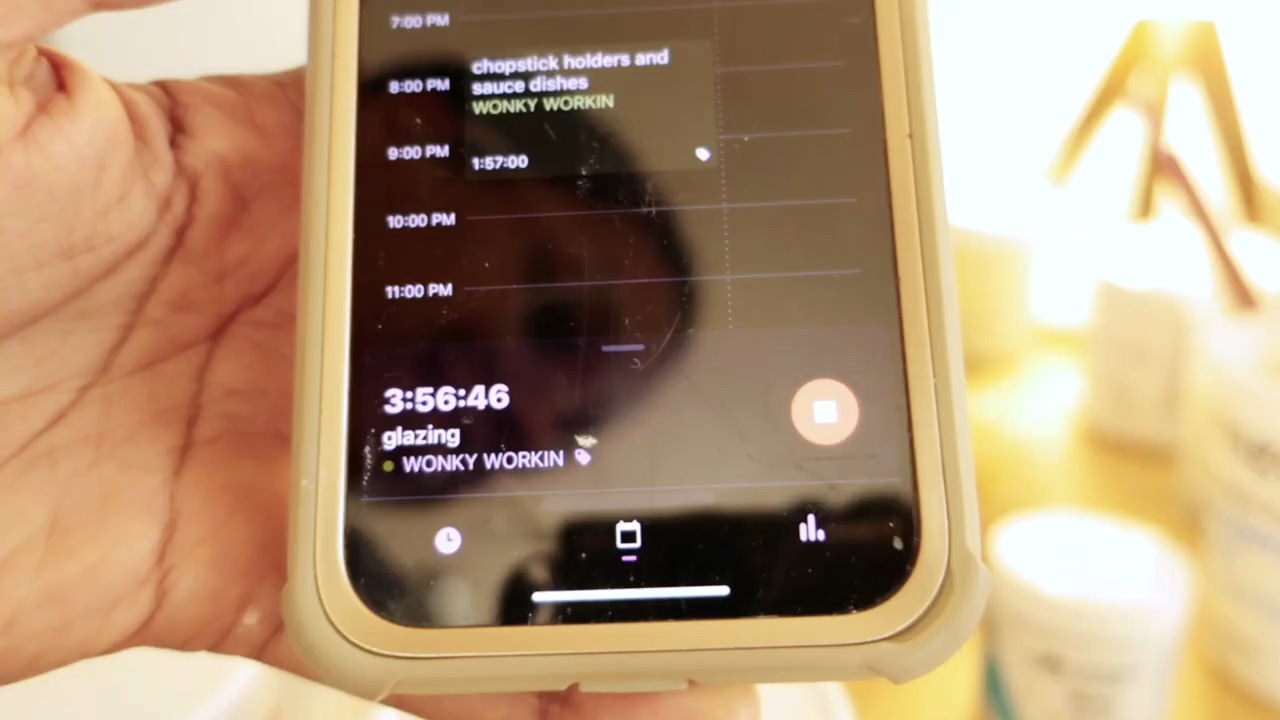 7:00 PM
chopstick holders and
8:00 PM
sauce dishes
WONKY WORKIN
9:00 PM
1:57:00
10:00 PM
11:00 PM
3:56:46
glazing
WONKY WORKIN